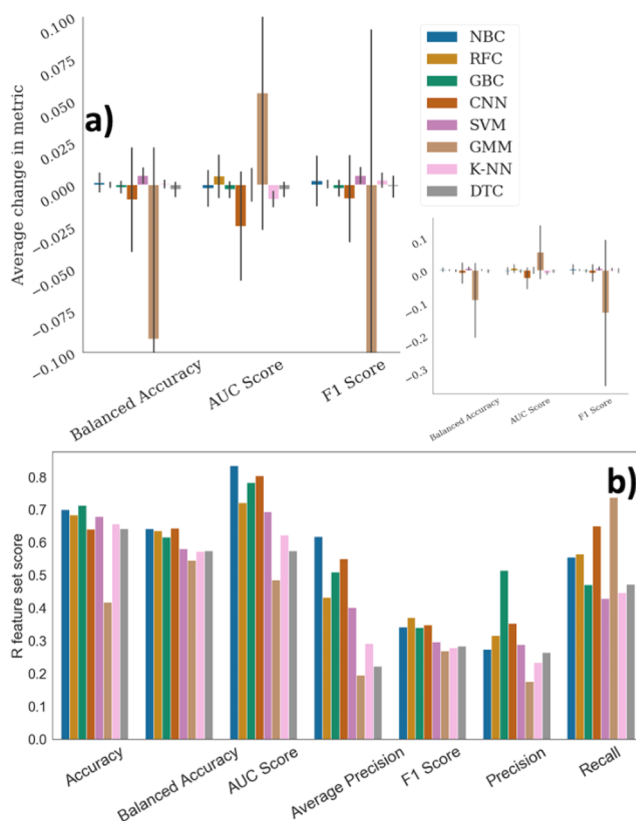 a)
Average change in metric
0.100
0.075
0.050
0.025
0.000
−0.025
−0.050
−0.075
−0.100
Balanced Accuracy
AUC Score
F1 Score
NBC
RFC
GBC
CNN
SVM
GMM
K-NN
DTC
0.1
0.0
−0.1
−0.2
−0.3
Balanced Accuracy
AUC Score
F1 Score
b)
R feature set score
0.8
0.7
0.6
0.5
0.4
0.3
0.2
0.1
0.0
Accuracy
Balanced Accuracy
AUC Score
Average Precision
F1 Score
Precision
Recall